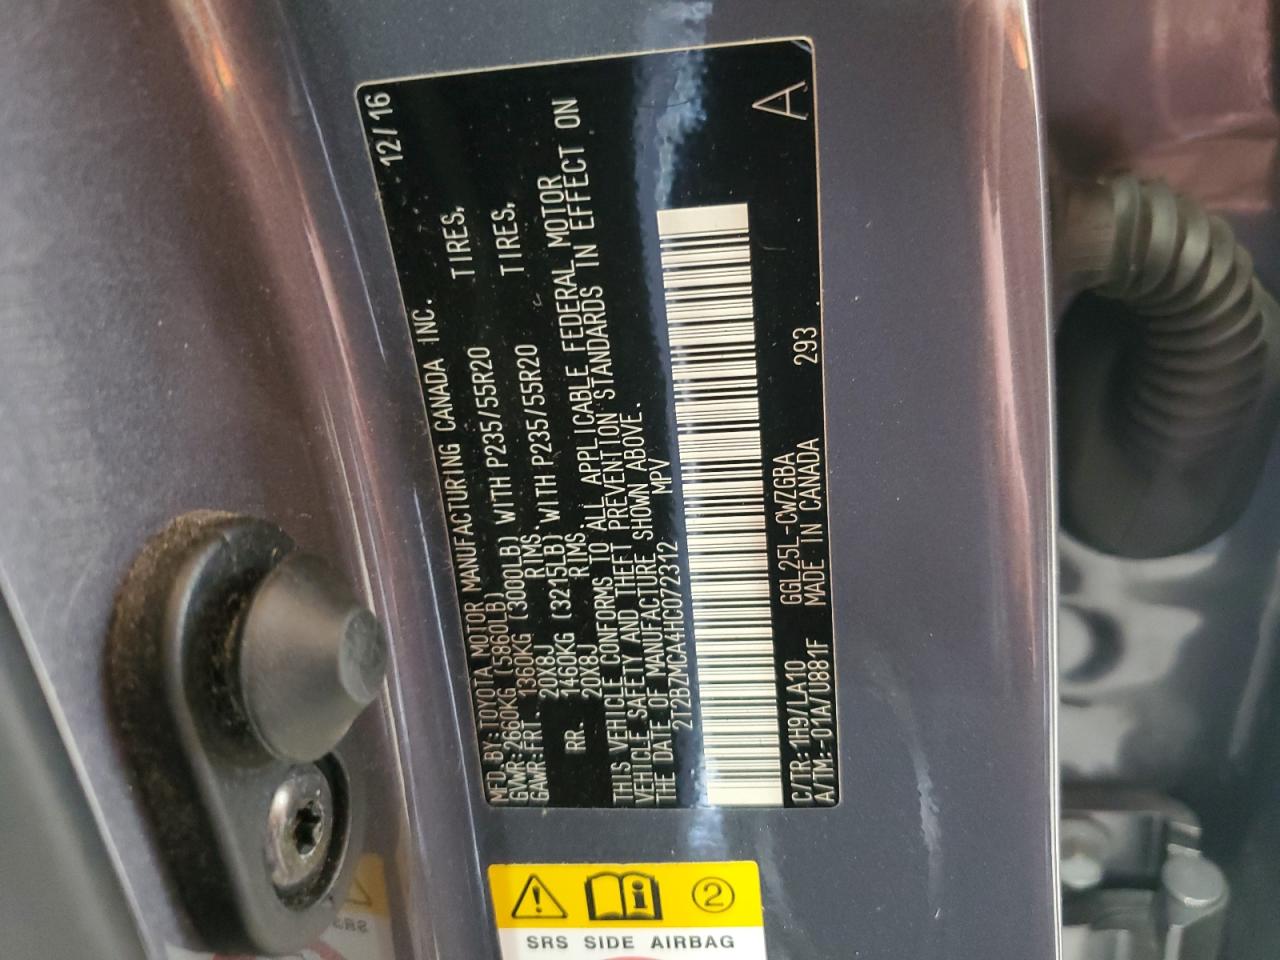 MFD.BY:TOYOTA MOTOR MANUFACTURING CANADA INC. 12/16
GVWR:2660KG (5860LB)
GAWR:FRT. 1360KG (3000LB) WITH P235/55R20 TIRES,
20X8J RIMS
RR. 1460KG (3215LB) WITH P235/55R20 TIRES,
20X8J RIMS.
THIS VEHICLE CONFORMS TO ALL APPLICABLE FEDERAL MOTOR
VEHICLE SAFETY AND THEFT PREVENTION STANDARDS IN EFFECT ON
THE DATE OF MANUFACTURE SHOWN ABOVE.
2T2BZMCA4HC072312 MPV
C/TR:1H9/LA10 GGL25L-CWZGBA
A/TM:-01A/U881F MADE IN CANADA 293
A
2
SRS SIDE AIRBAG